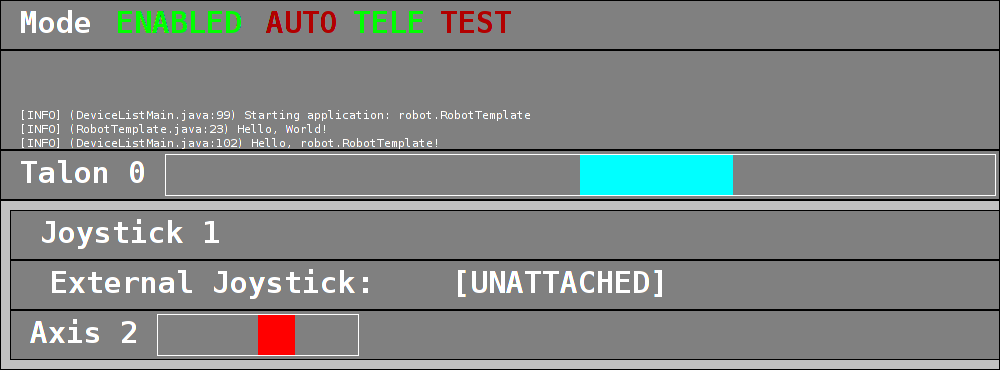 Mode ENABLED AUTO TELE TEST
[INFO] (DeviceListMain.java:99) Starting application: robot.RobotTemplate
[INFO] (RobotTemplate.java:23) Hello, World!
[INFO] (DeviceListMain.java:102) Hello, robot.RobotTemplate!
Talon 0
Joystick 1
External Joystick: [UNATTACHED]
Axis 2